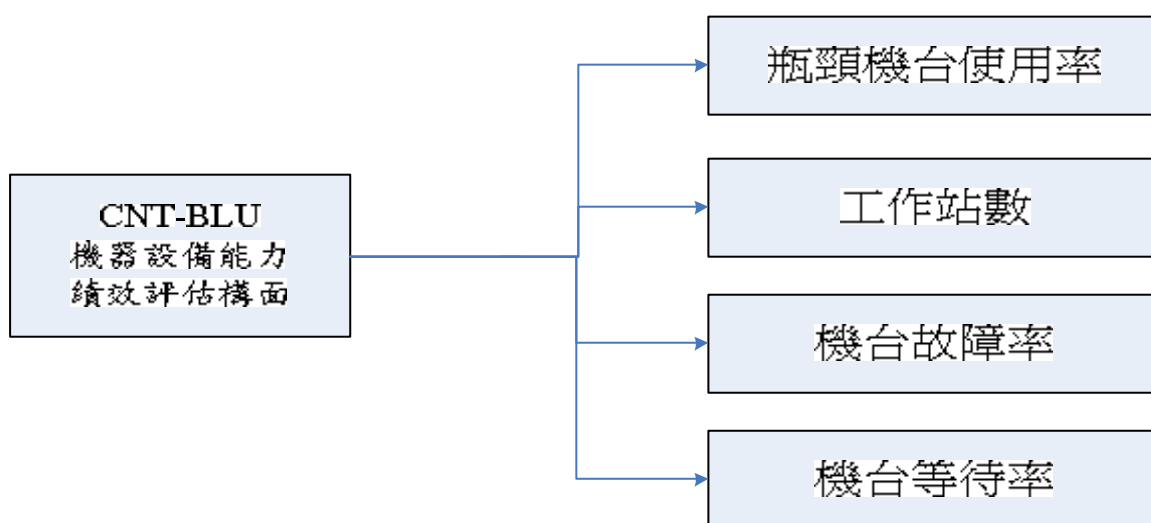 CNT-BLU
機器設備能力
績效評估構面
瓶頸機台使用率
工作站數
機台故障率
機台等待率